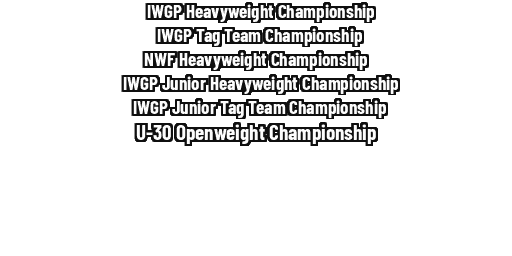 IWGP Heavyweight Championship
IWGP Tag Team Championship
NWF Heavyweight Championship
IWGP Junior Heavyweight Championship
IWGP Junior Tag Team Championship
U-30 Openweight Championship